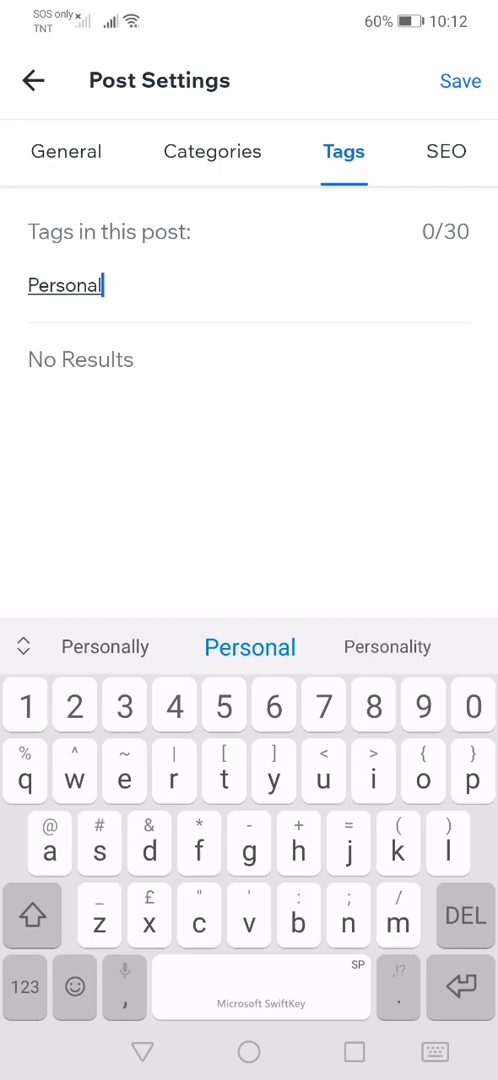 SOS only
TNT
60% 10:12
Post Settings
Save
General Categories Tags SEO
Tags in this post: 0/30
Personal
No Results
Personally Personal Personality
1 2 3 4 5 6 7 8 9 0
% ^ ~ | [ ] < > { }
q w e r t y u i o p
@ # & * - + = ( )
a s d f g h j k l
_ £ " ' : ; /
z x c v b n m DEL
SP ,!?
123 , Microsoft SwiftKey .